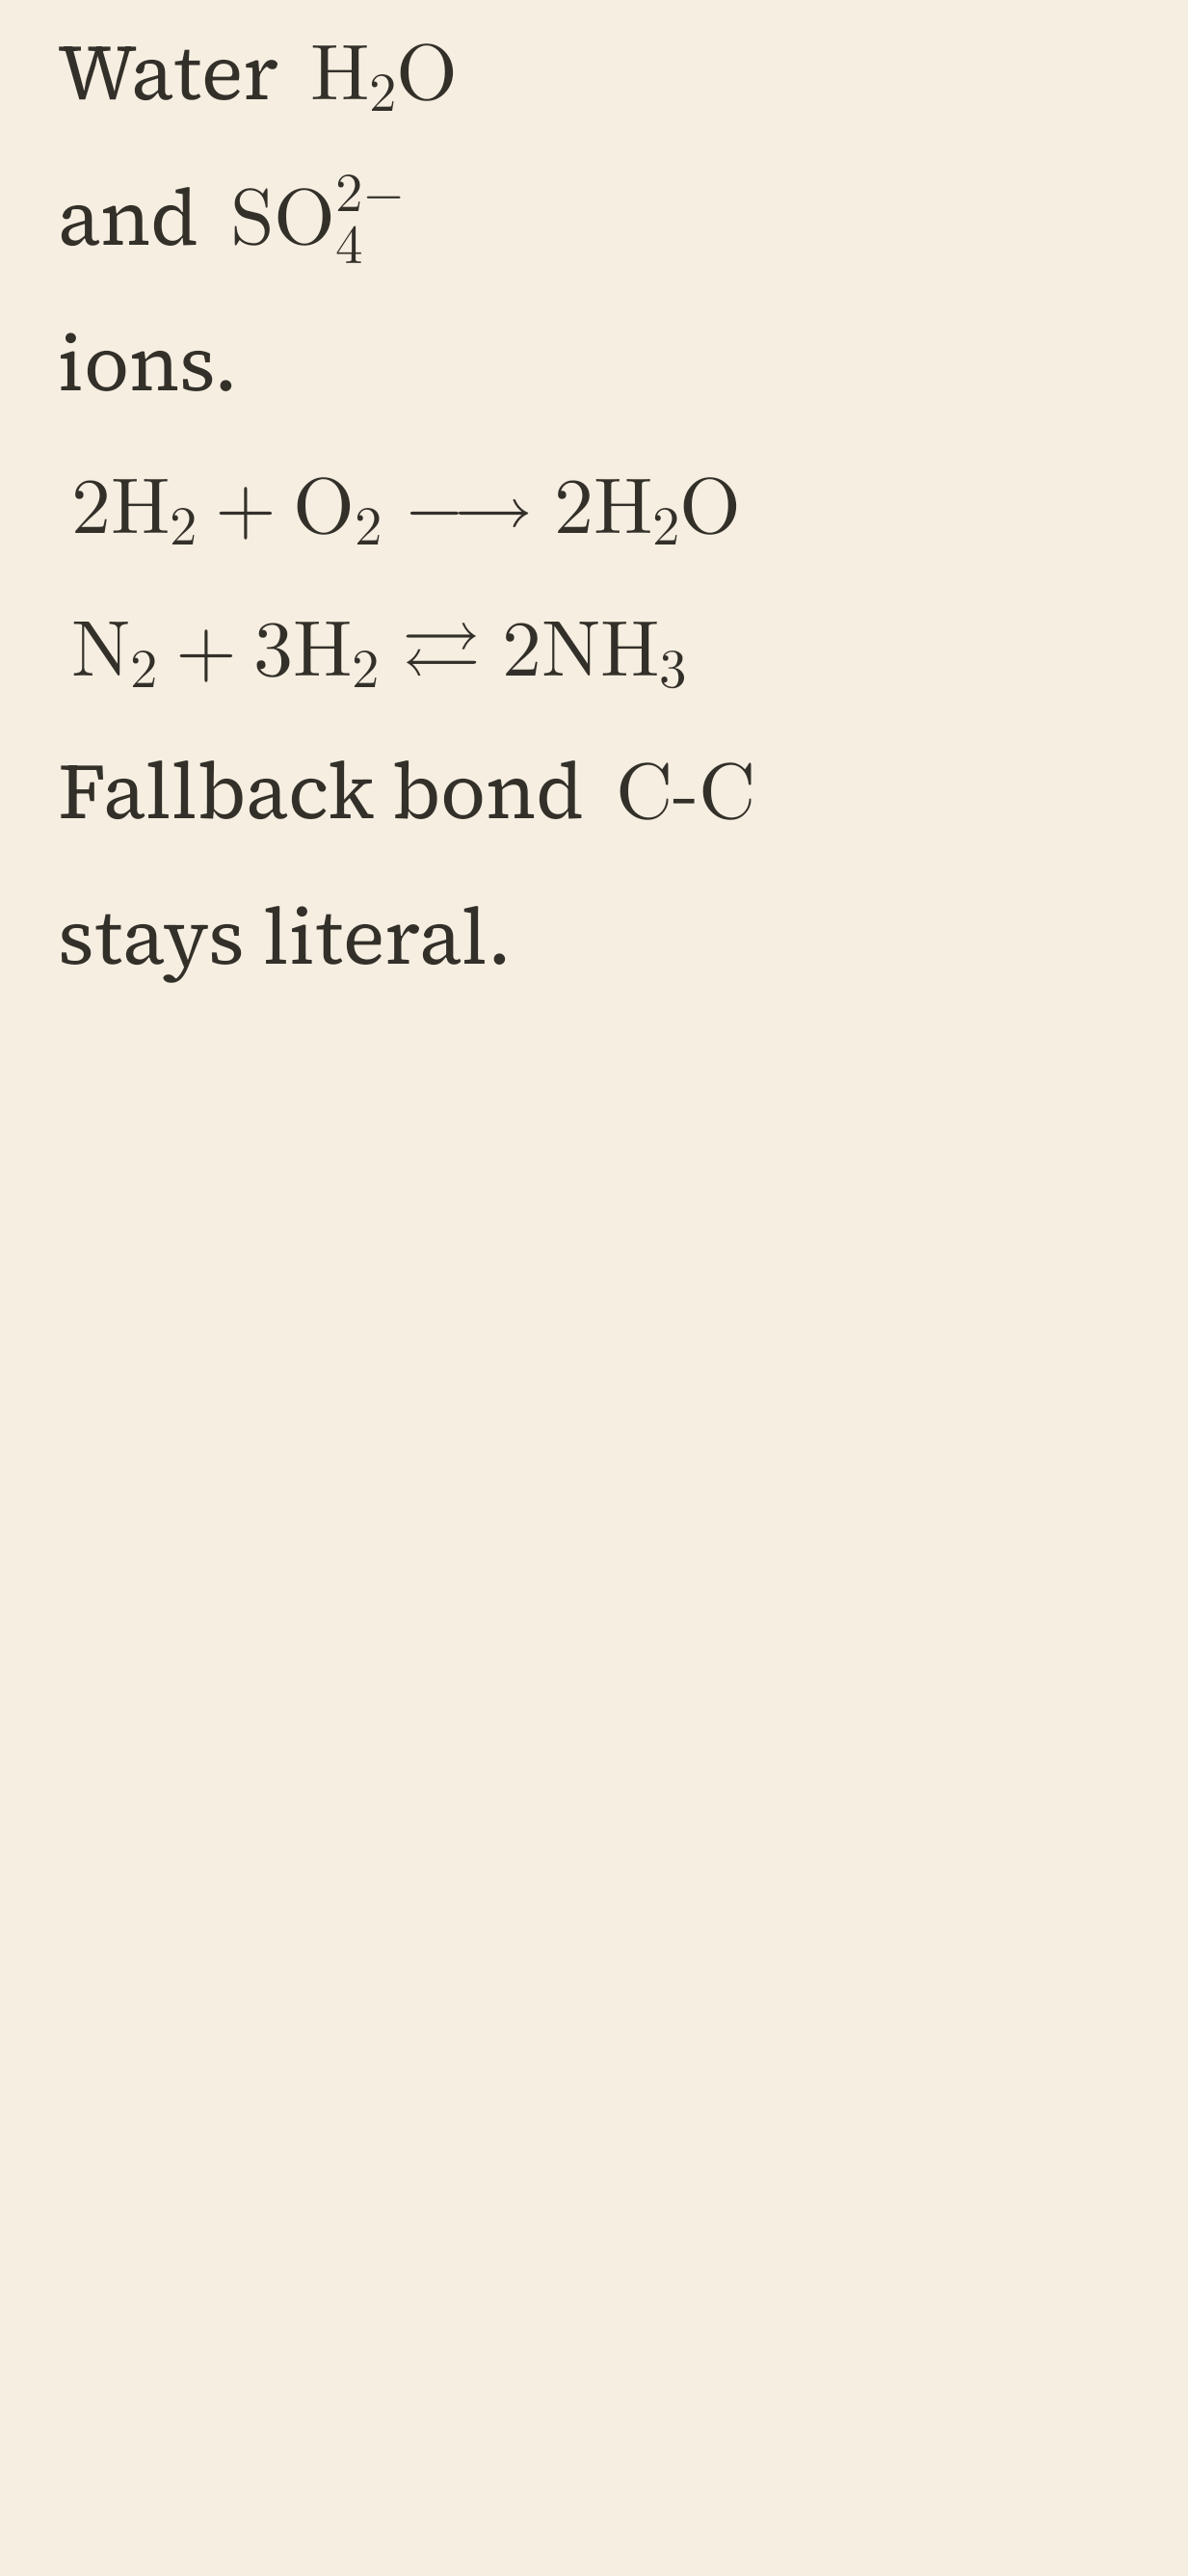 Water H₂O
and SO₄²⁻
ions.
2H₂ + O₂ ⟶ 2H₂O
N₂ + 3H₂ ⇄ 2NH₃
Fallback bond C-C
stays literal.